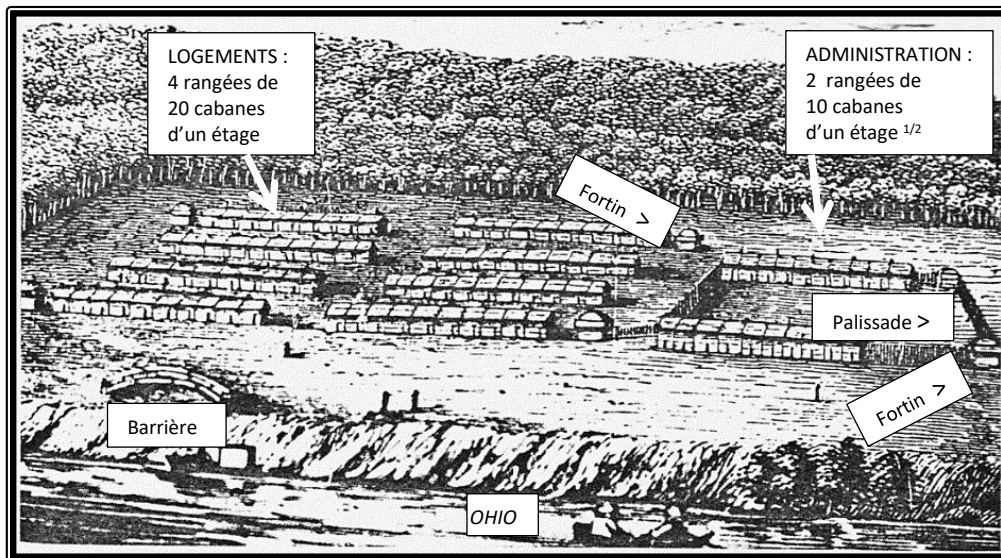 LOGEMENTS :
4 rangées de
20 cabanes
d’un étage
ADMINISTRATION :
2 rangées de
10 cabanes
d’un étage 1/2
Fortin >
Palissade >
Fortin >
Barrière
OHIO